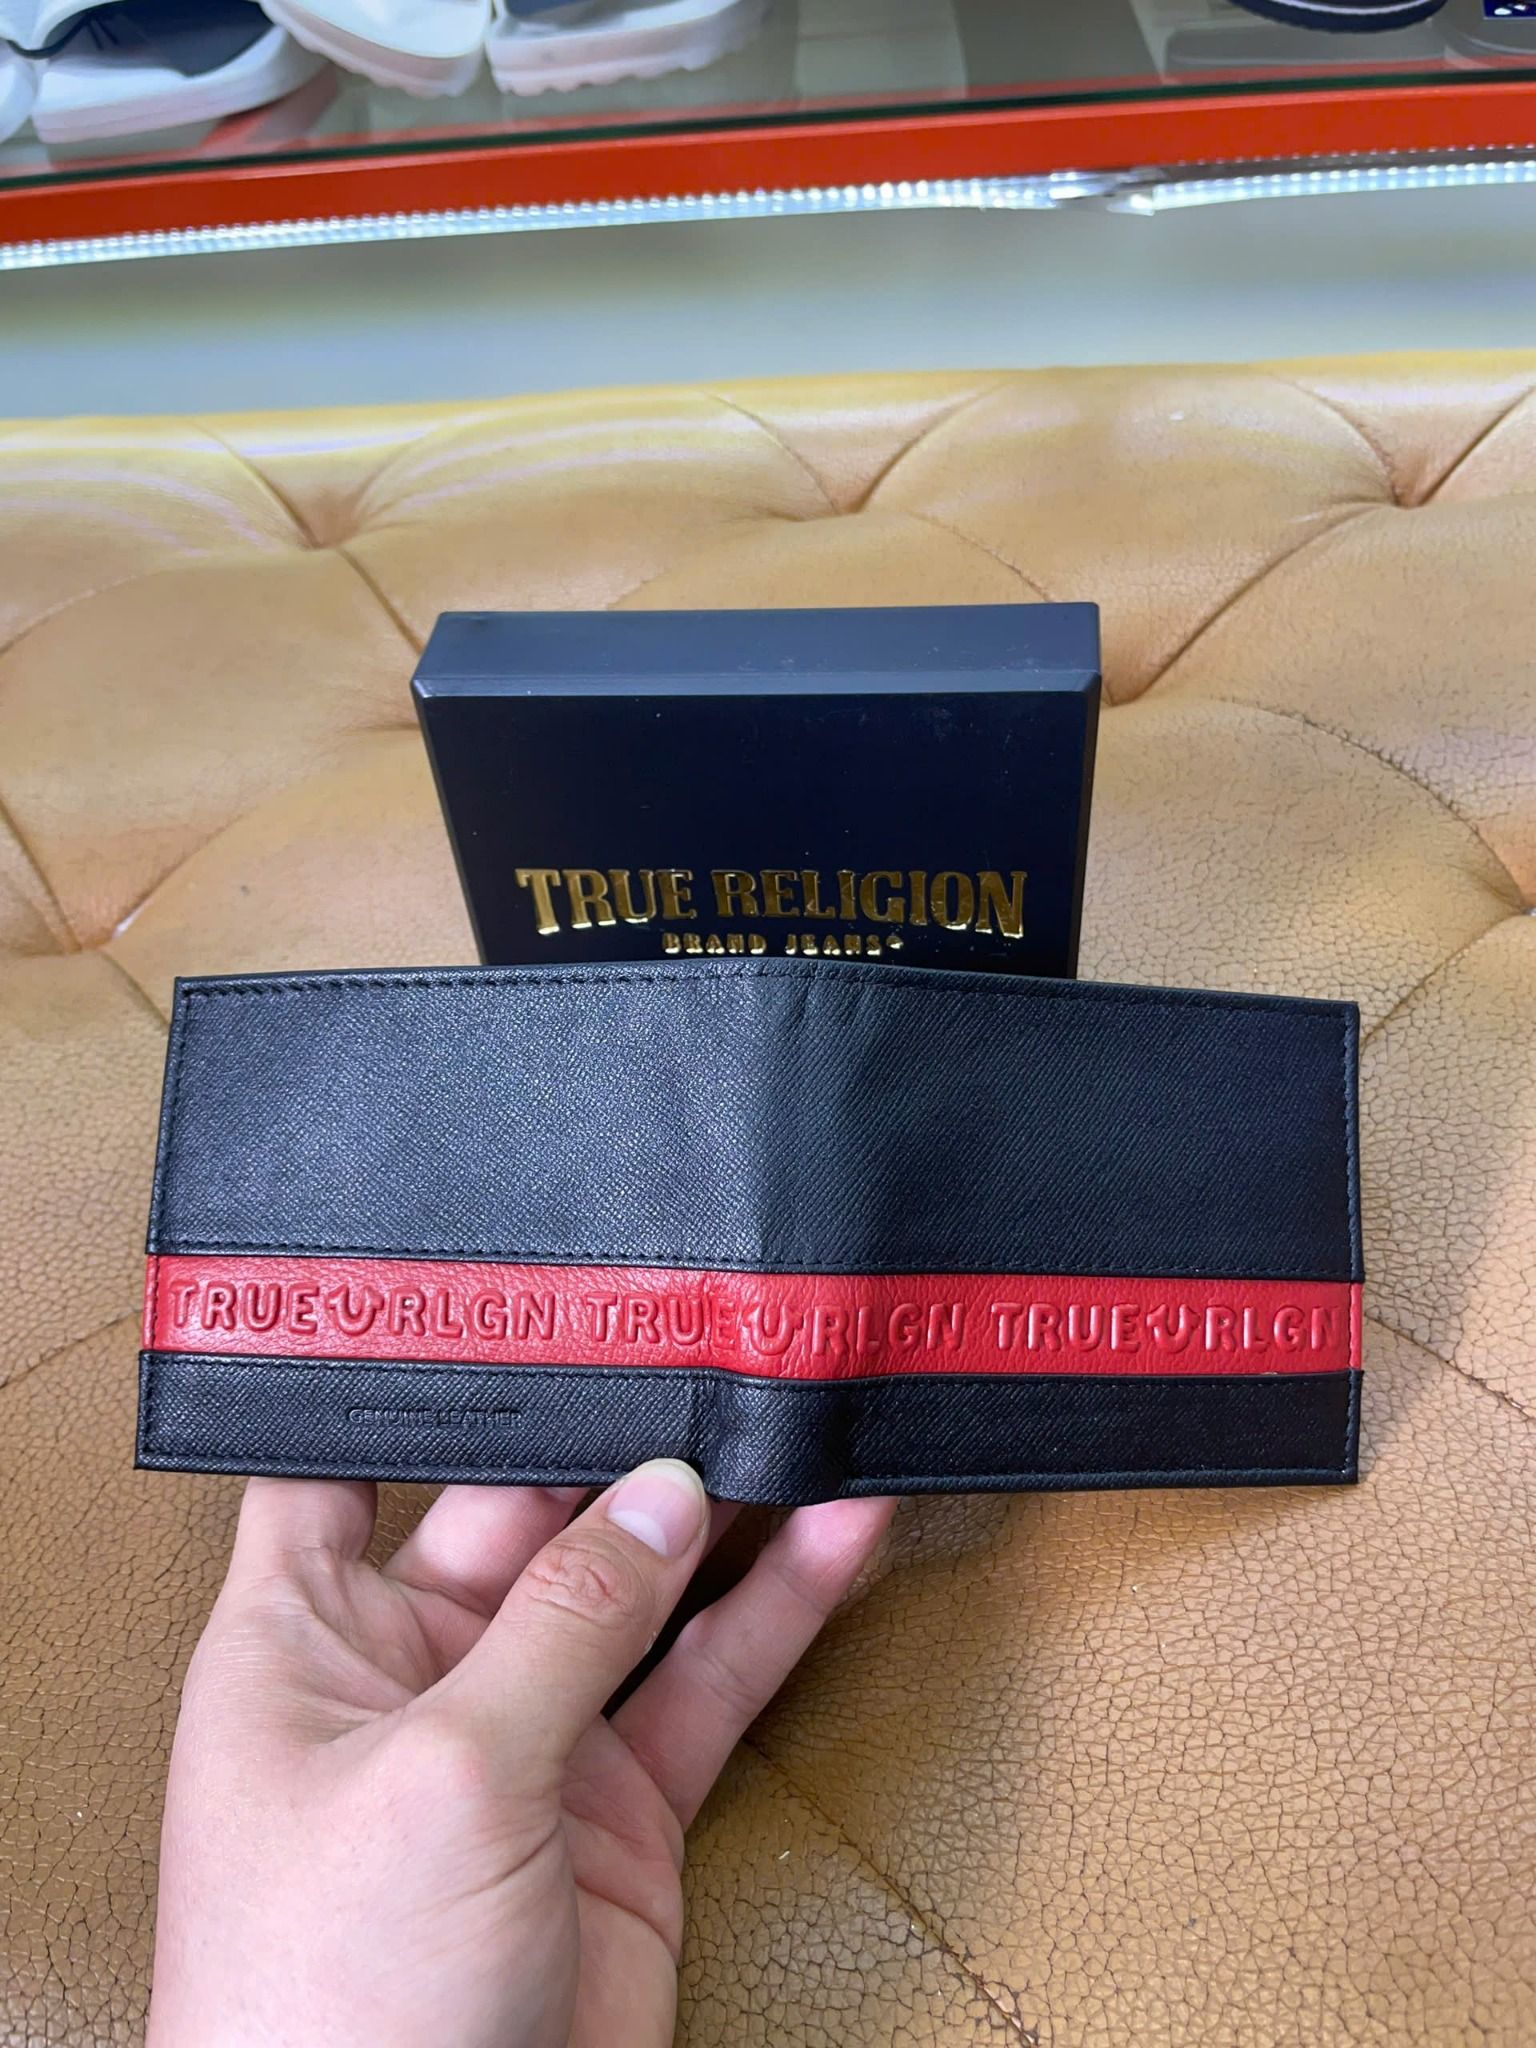 TRUE RELIGION
BRAND JEANS
TRUE RLGN TRUE RLGN TRUE RLGN
GENUINE LEATHER